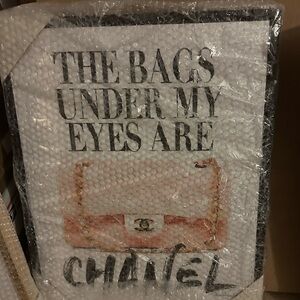 THE BAGS
UNDER MY
EYES ARE
CHANEL